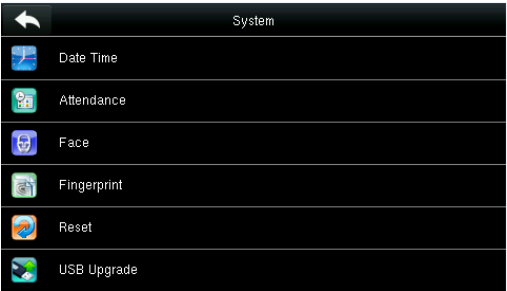 System
Date Time
Attendance
Face
Fingerprint
Reset
USB Upgrade